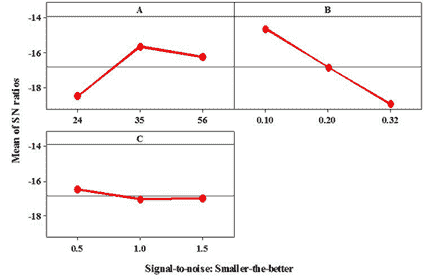 A B
-14
-16
-18
24 35 56 0.10 0.20 0.32
Mean of SN ratios
C
-14
-16
-18
0.5 1.0 1.5
Signal-to-noise: Smaller-the-better